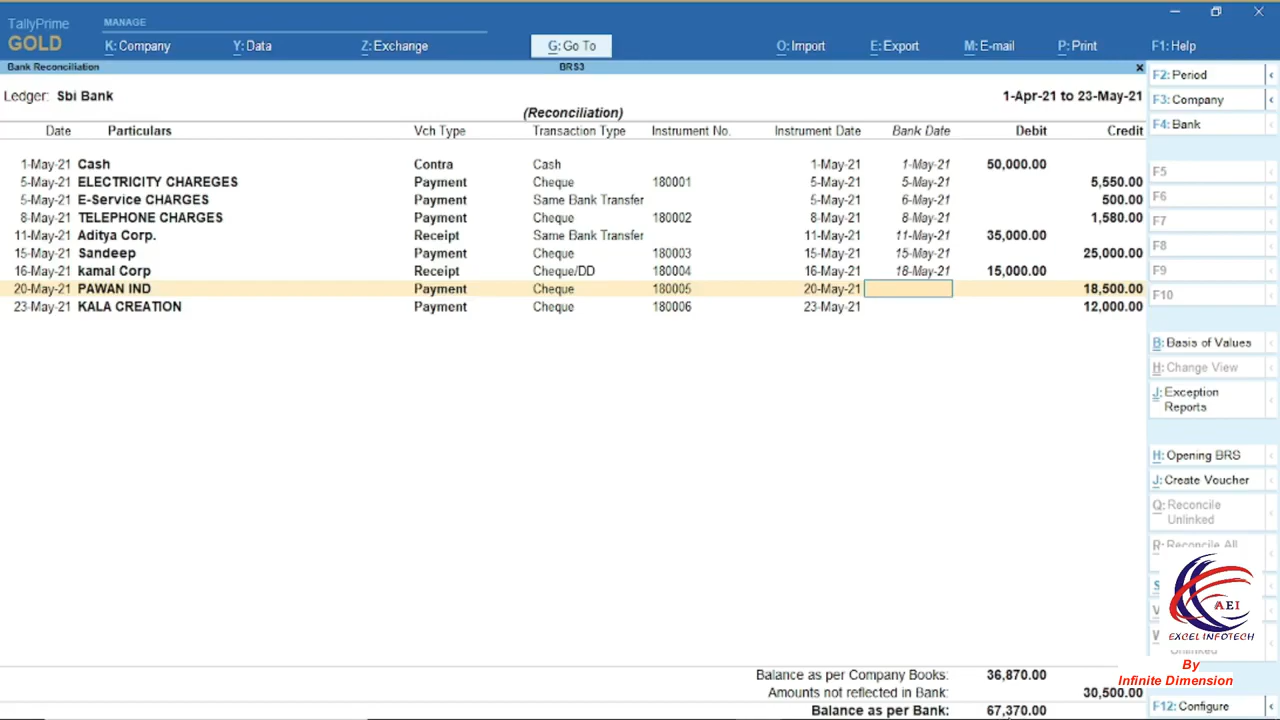 TallyPrime
GOLD
MANAGE
K: Company
Y: Data
Z: Exchange
G: Go To
O: Import
E: Export
M: E-mail
P: Print
F1: Help
Bank Reconciliation
BRS3
Ledger: Sbi Bank
1-Apr-21 to 23-May-21
(Reconciliation)
Date Particulars Vch Type Transaction Type Instrument No. Instrument Date Bank Date Debit Credit
1-May-21 Cash Contra Cash 1-May-21 1-May-21 50,000.00
5-May-21 ELECTRICITY CHAREGES Payment Cheque 180001 5-May-21 5-May-21 5,550.00
5-May-21 E-Service CHARGES Payment Same Bank Transfer 5-May-21 6-May-21 500.00
8-May-21 TELEPHONE CHARGES Payment Cheque 180002 8-May-21 8-May-21 1,580.00
11-May-21 Aditya Corp. Receipt Same Bank Transfer 11-May-21 11-May-21 35,000.00
15-May-21 Sandeep Payment Cheque 180003 15-May-21 15-May-21 25,000.00
16-May-21 kamal Corp Receipt Cheque/DD 180004 16-May-21 18-May-21 15,000.00
20-May-21 PAWAN IND Payment Cheque 180005 20-May-21 18,500.00
23-May-21 KALA CREATION Payment Cheque 180006 23-May-21 12,000.00
Balance as per Company Books: 36,870.00
Amounts not reflected in Bank: 30,500.00
Balance as per Bank: 67,370.00
F2: Period
F3: Company
F4: Bank
F5
F6
F7
F8
F9
F10
B: Basis of Values
H: Change View
J: Exception
Reports
H: Opening BRS
J: Create Voucher
Q: Reconcile
Unlinked
R: Reconcile All
S
V
W
Unlinked
AEI
EXCEL INFOTECH
By
Infinite Dimension
F12: Configure